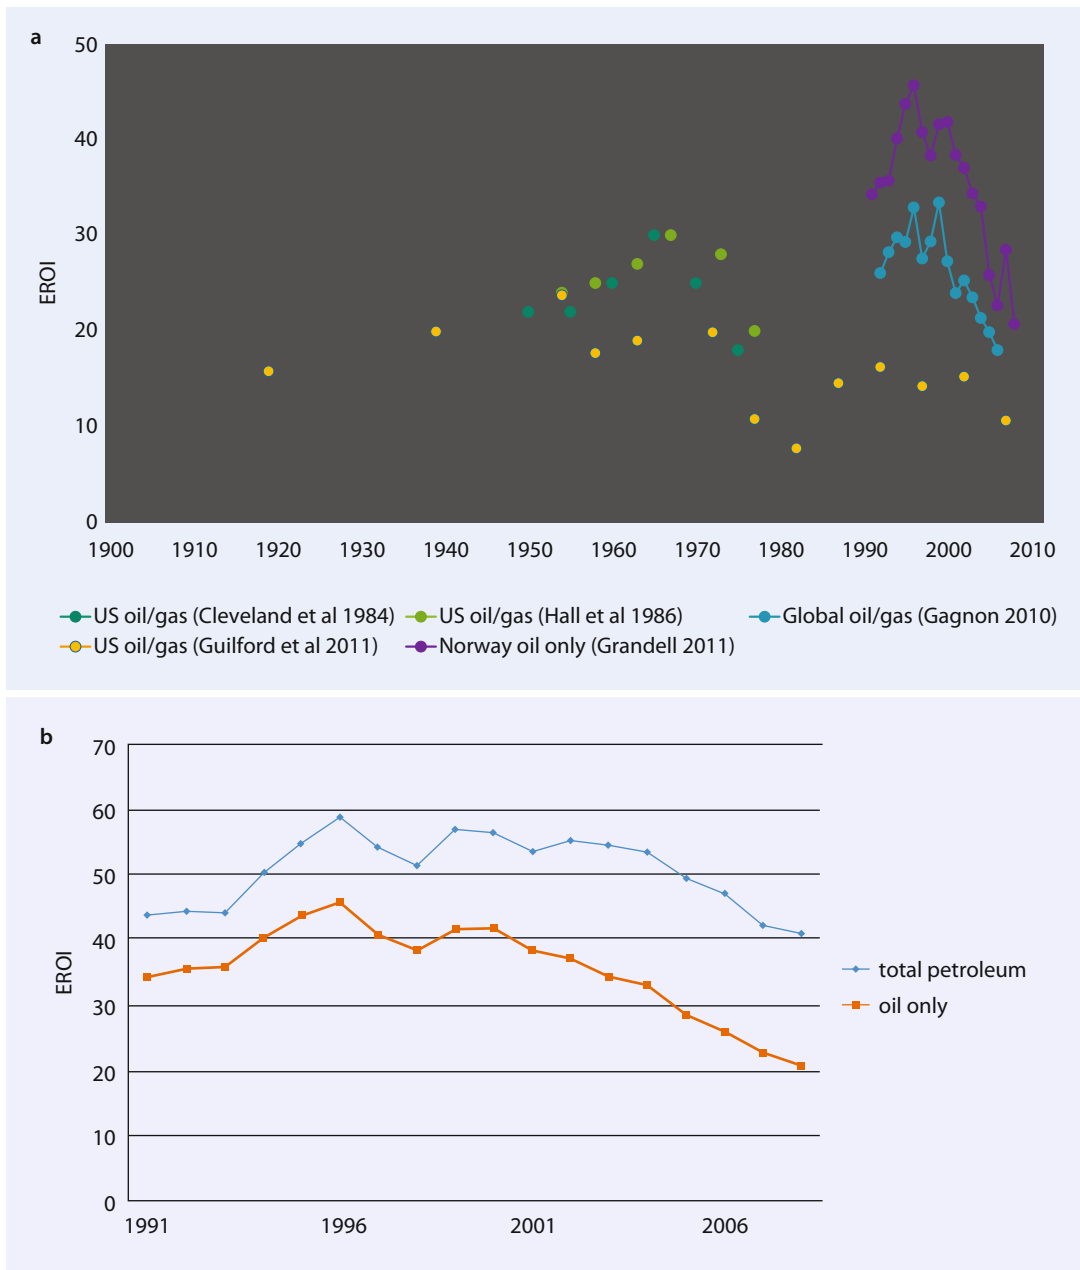 a
50
40
30
20
10
0
EROI
1900 1910 1920 1930 1940 1950 1960 1970 1980 1990 2000 2010
US oil/gas (Cleveland et al 1984) US oil/gas (Hall et al 1986) Global oil/gas (Gagnon 2010)
US oil/gas (Guilford et al 2011) Norway oil only (Grandell 2011)
b
70
60
50
40
30
20
10
0
EROI
1991 1996 2001 2006
total petroleum
oil only